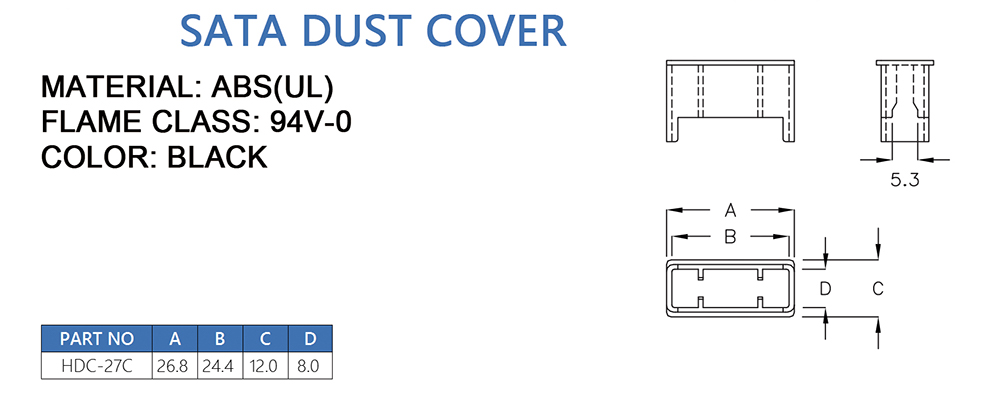 SATA DUST COVER
MATERIAL: ABS(UL)
FLAME CLASS: 94V-0
COLOR: BLACK
5.3
A
B
D C
PART NO A B C D
HDC-27C 26.8 24.4 12.0 8.0